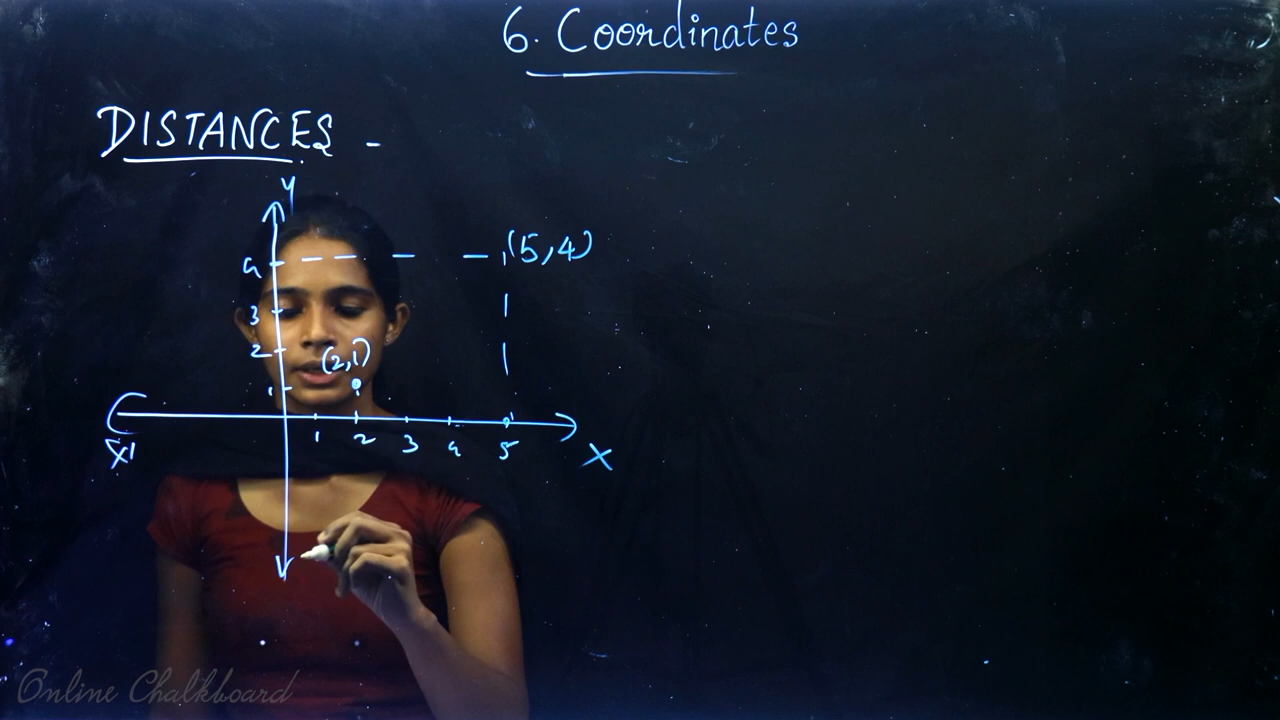 6. Coordinates
DISTANCES -
y
4
(5,4)
3
2
(2,1)
1
1 2 3 4 5
X'
X
Online Chalkboard